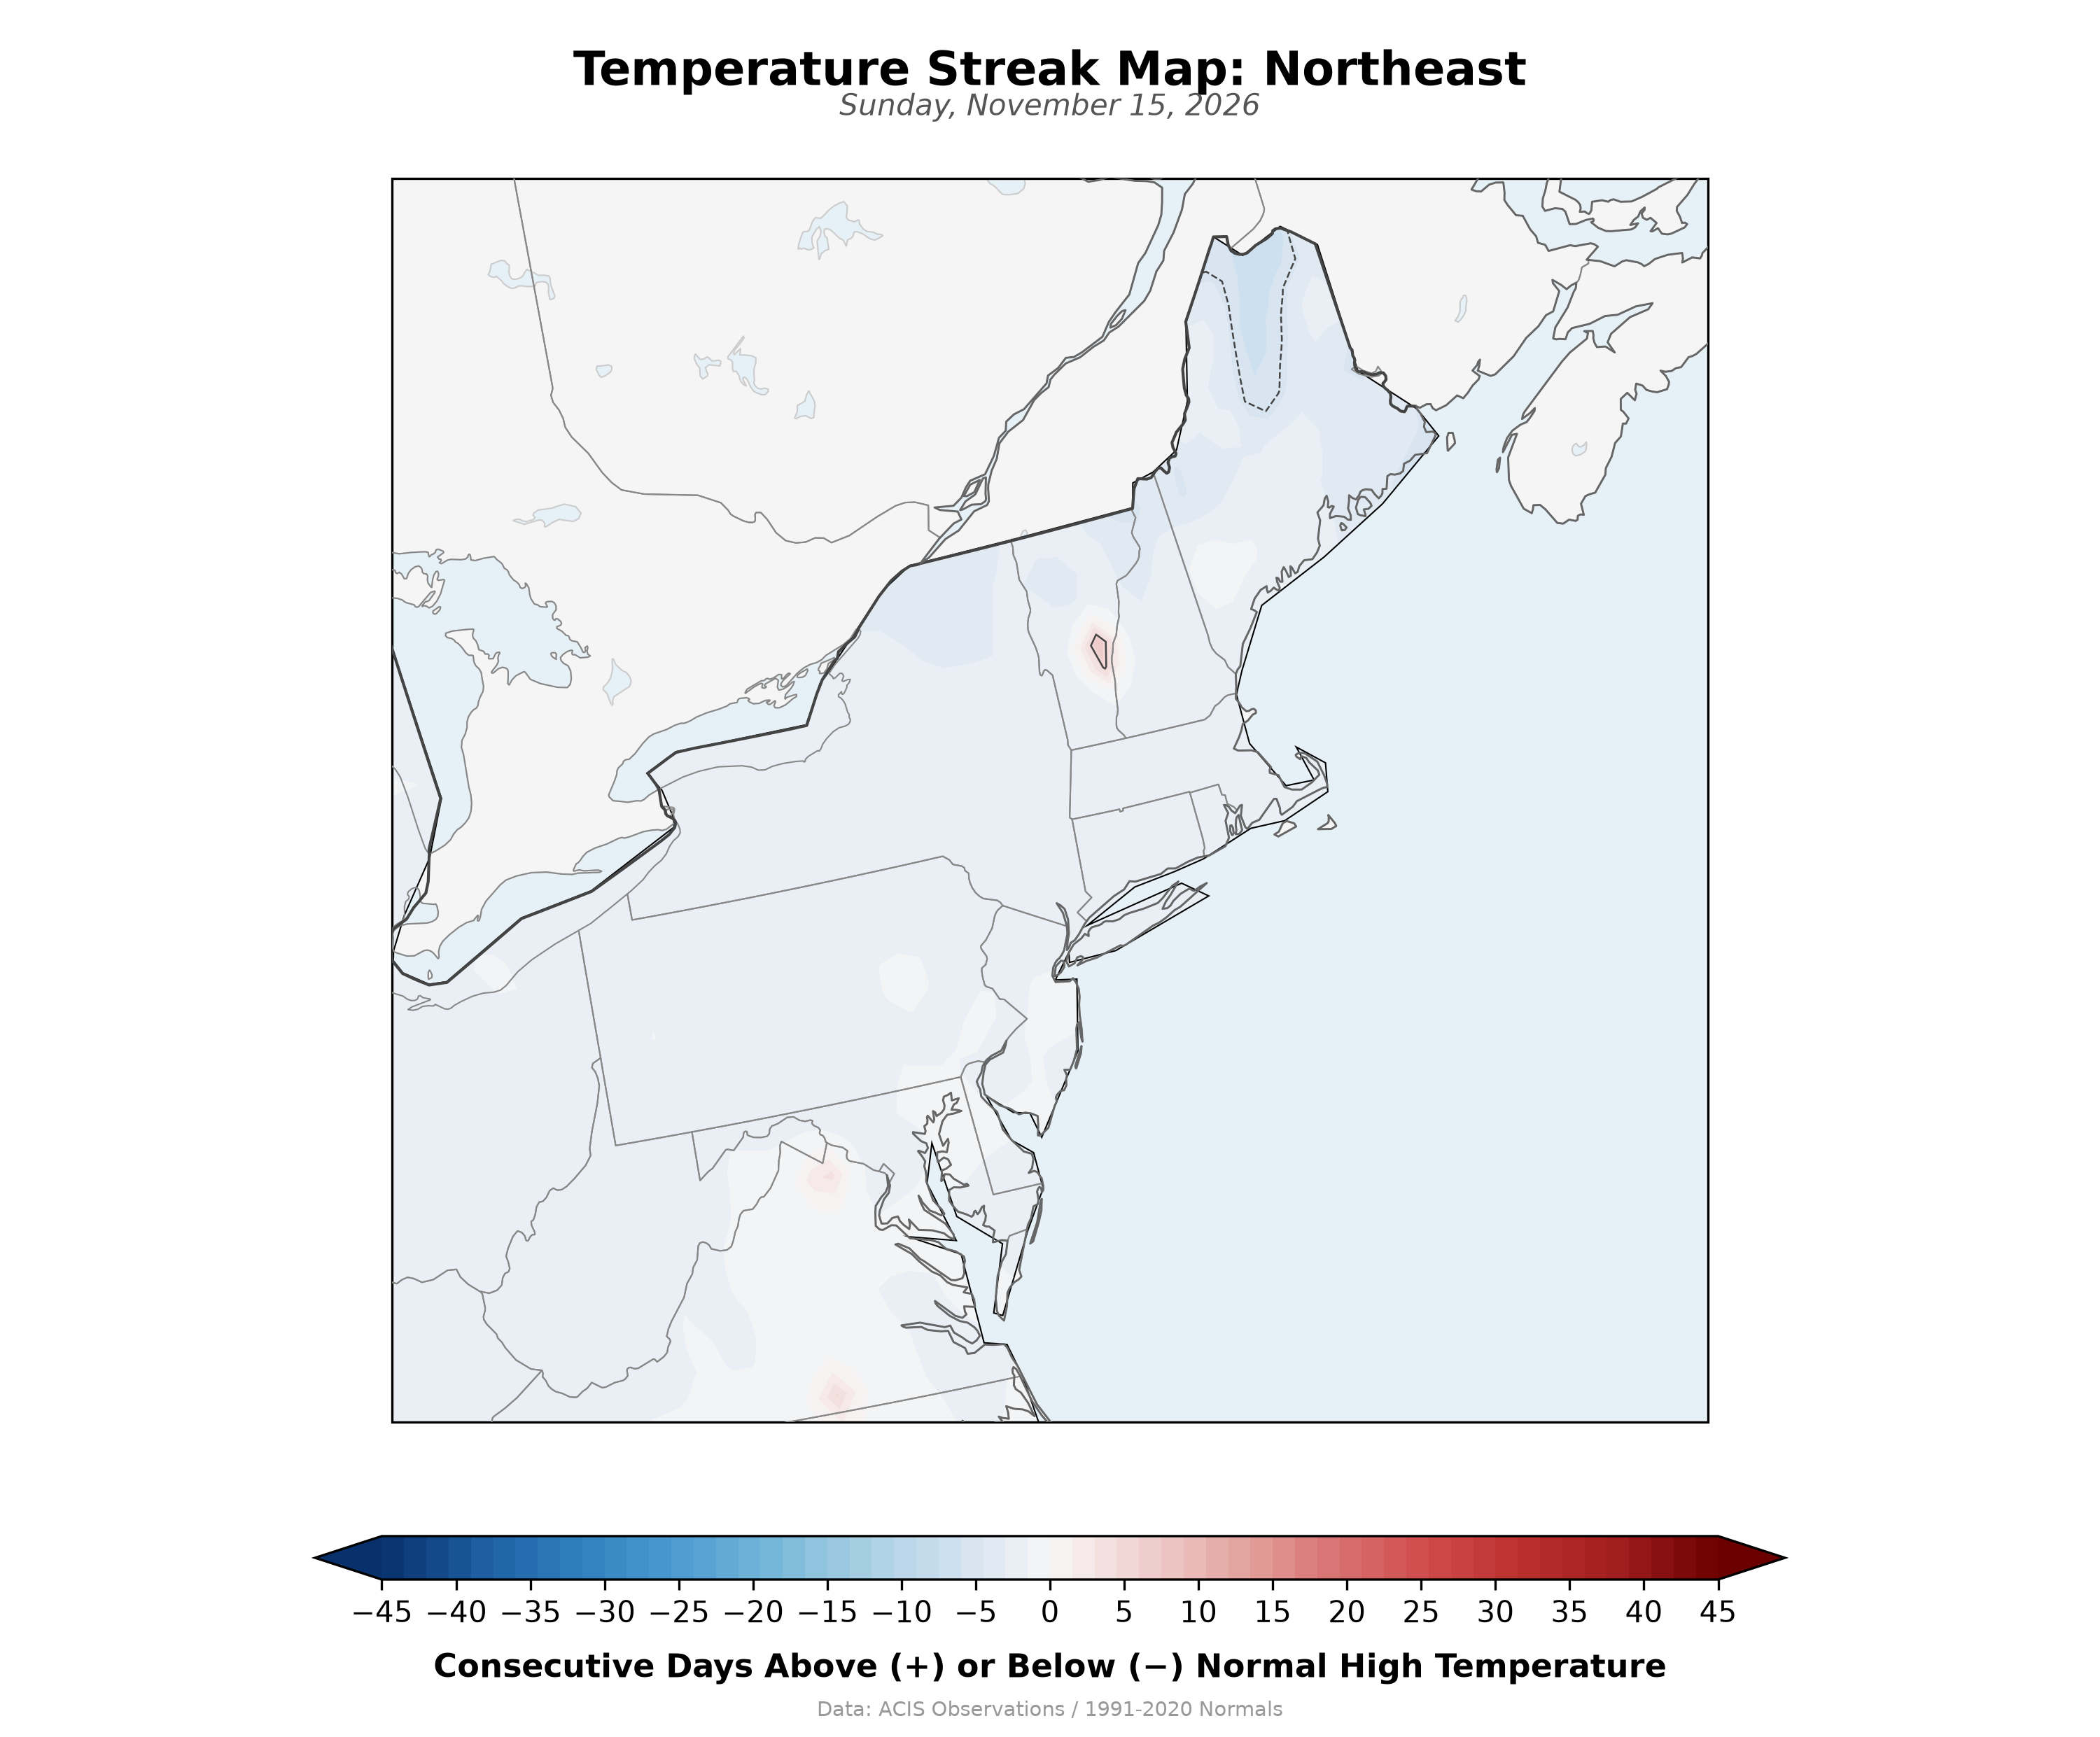 Temperature Streak Map: Northeast
Sunday, November 15, 2026
−45 −40 −35 −30 −25 −20 −15 −10 −5 0 5 10 15 20 25 30 35 40 45
Consecutive Days Above (+) or Below (−) Normal High Temperature
Data: ACIS Observations / 1991-2020 Normals